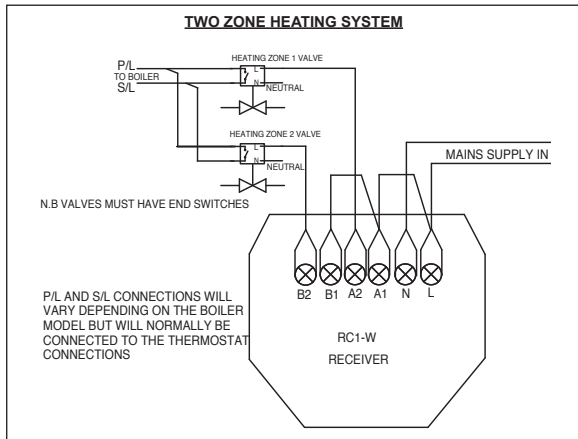 TWO ZONE HEATING SYSTEM
HEATING ZONE 1 VALVE
P/L
TO BOILER
S/L
L
N
NEUTRAL
HEATING ZONE 2 VALVE
L
N
NEUTRAL
MAINS SUPPLY IN
N.B VALVES MUST HAVE END SWITCHES
B2 B1 A2 A1 N L
P/L AND S/L CONNECTIONS WILL
VARY DEPENDING ON THE BOILER
MODEL BUT WILL NORMALLY BE
CONNECTED TO THE THERMOSTAT
CONNECTIONS
RC1-W
RECEIVER